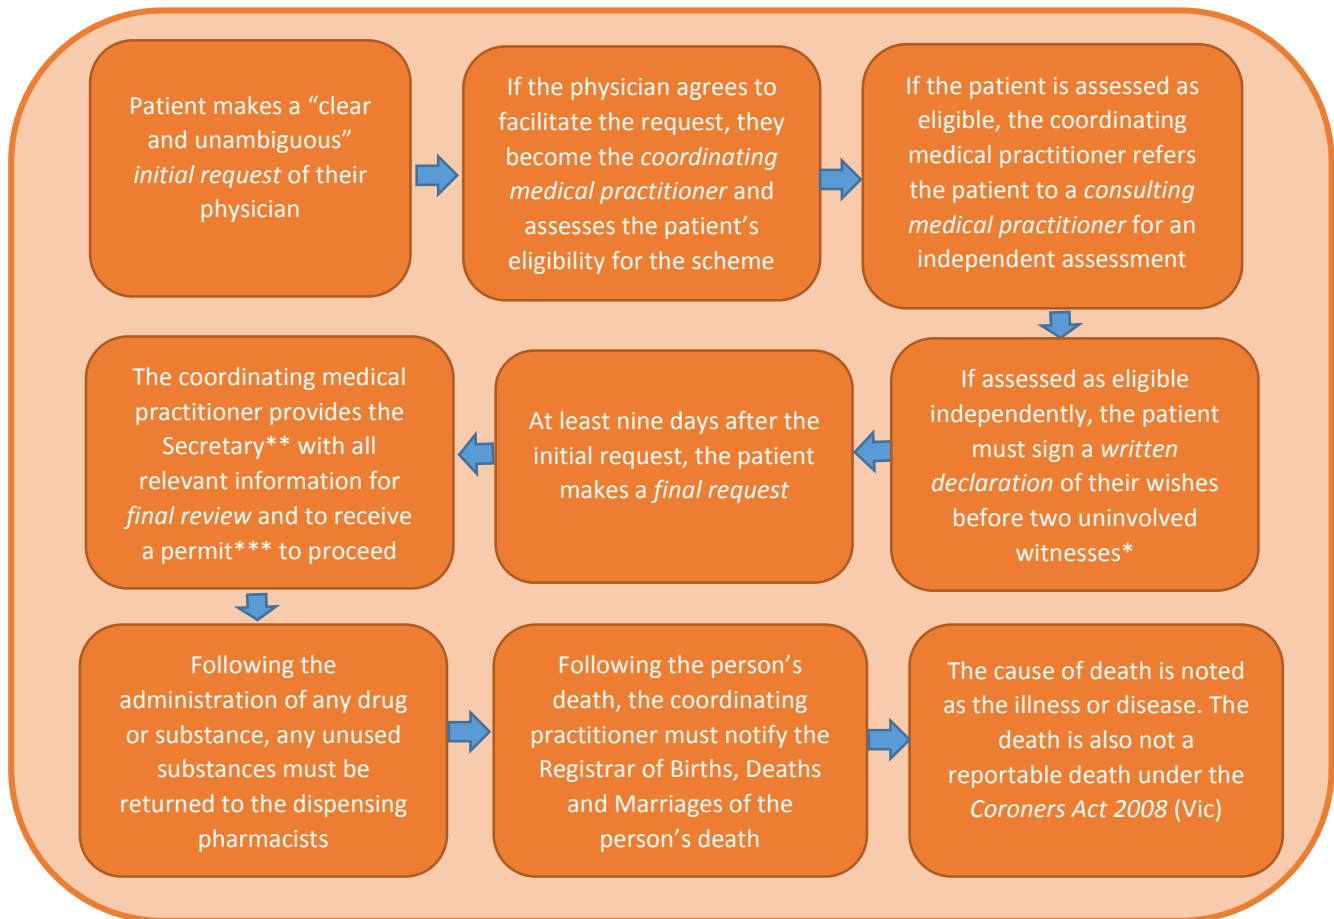 Patient makes a “clear
and unambiguous”
initial request of their
physician
If the physician agrees to
facilitate the request, they
become the coordinating
medical practitioner and
assesses the patient’s
eligibility for the scheme
If the patient is assessed as
eligible, the coordinating
medical practitioner refers
the patient to a consulting
medical practitioner for an
independent assessment
If assessed as eligible
independently, the patient
must sign a written
declaration of their wishes
before two uninvolved
witnesses*
At least nine days after the
initial request, the patient
makes a final request
The coordinating medical
practitioner provides the
Secretary** with all
relevant information for
final review and to receive
a permit*** to proceed
Following the
administration of any drug
or substance, any unused
substances must be
returned to the dispensing
pharmacists
Following the person’s
death, the coordinating
practitioner must notify the
Registrar of Births, Deaths
and Marriages of the
person’s death
The cause of death is noted
as the illness or disease. The
death is also not a
reportable death under the
Coroners Act 2008 (Vic)